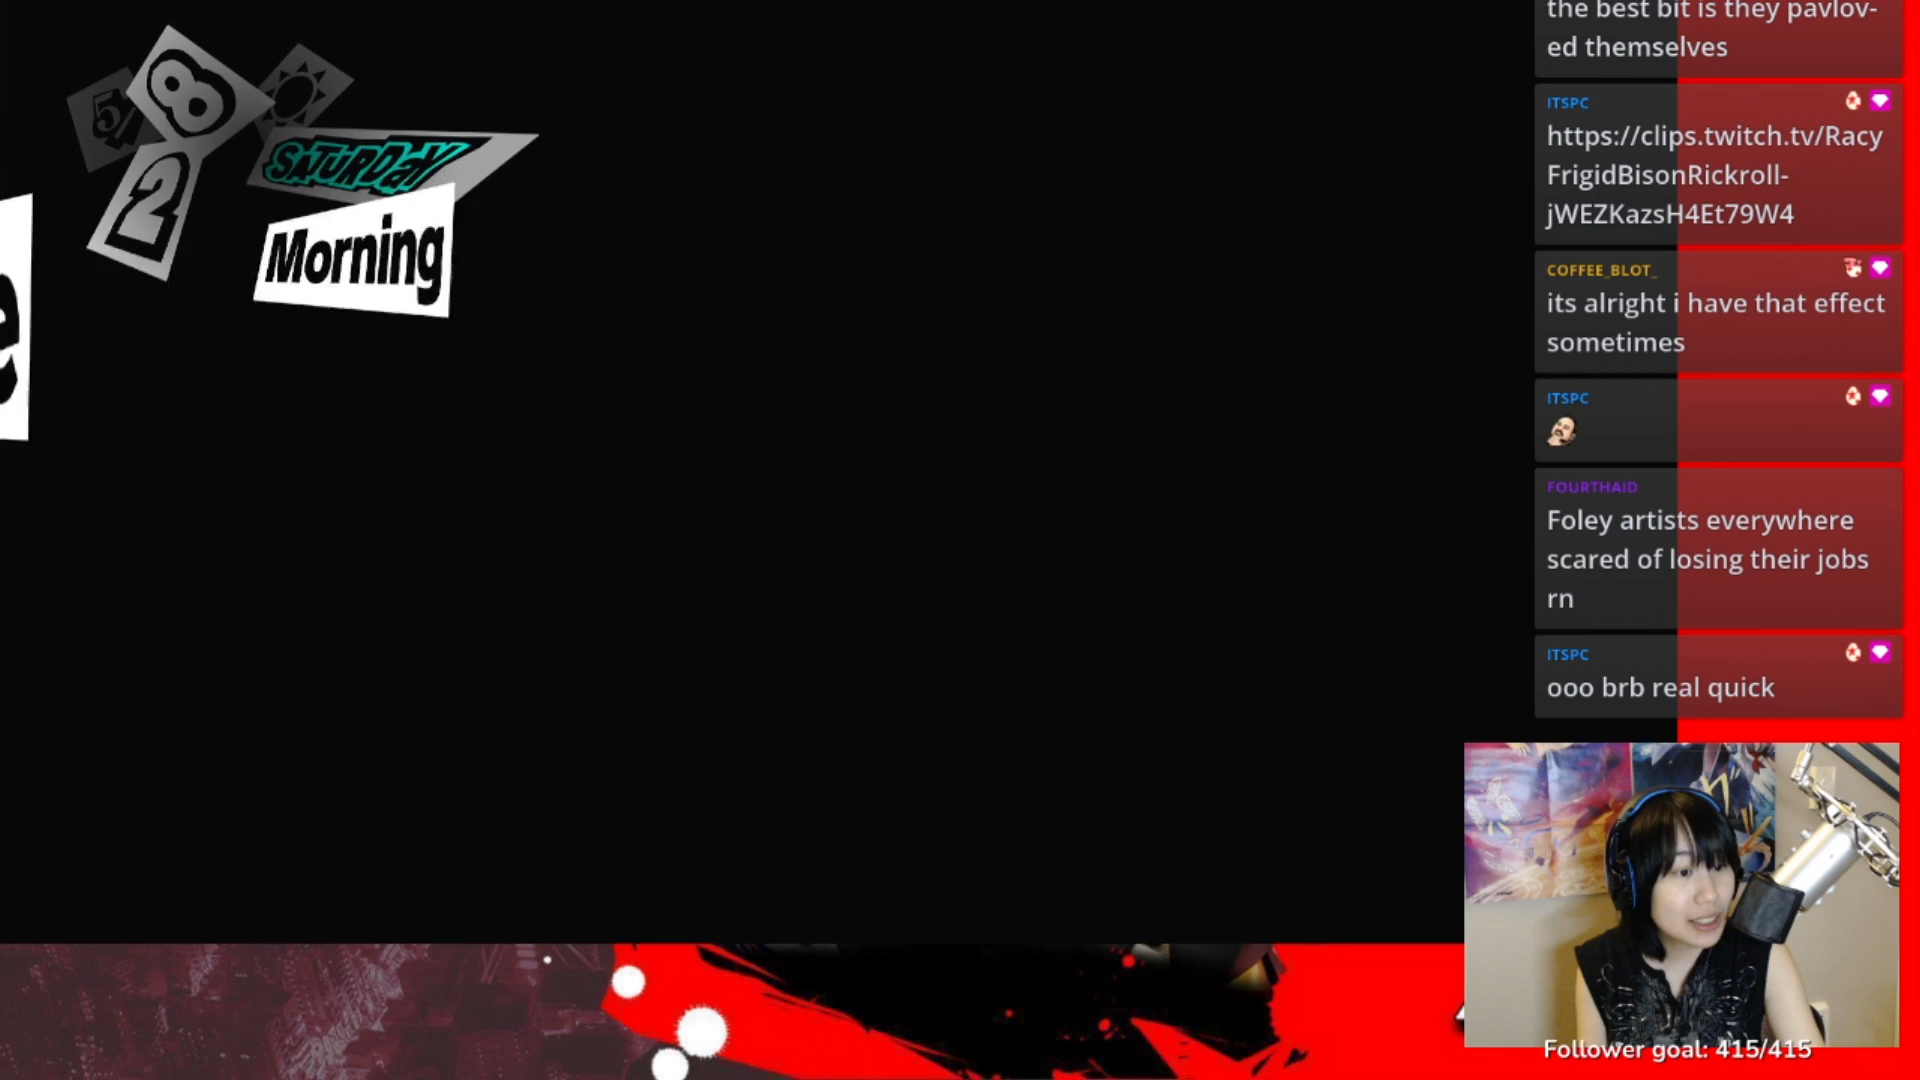 5/
8
2
SATURDAY
Morning
e
the best bit is they pavlov-
ed themselves
ITSPC
https://clips.twitch.tv/Racy
FrigidBisonRickroll-
jWEZKazsH4Et79W4
COFFEE_BLOT_
its alright i have that effect
sometimes
ITSPC
FOURTHAID
Foley artists everywhere
scared of losing their jobs
rn
ITSPC
ooo brb real quick
Follower goal: 415/415